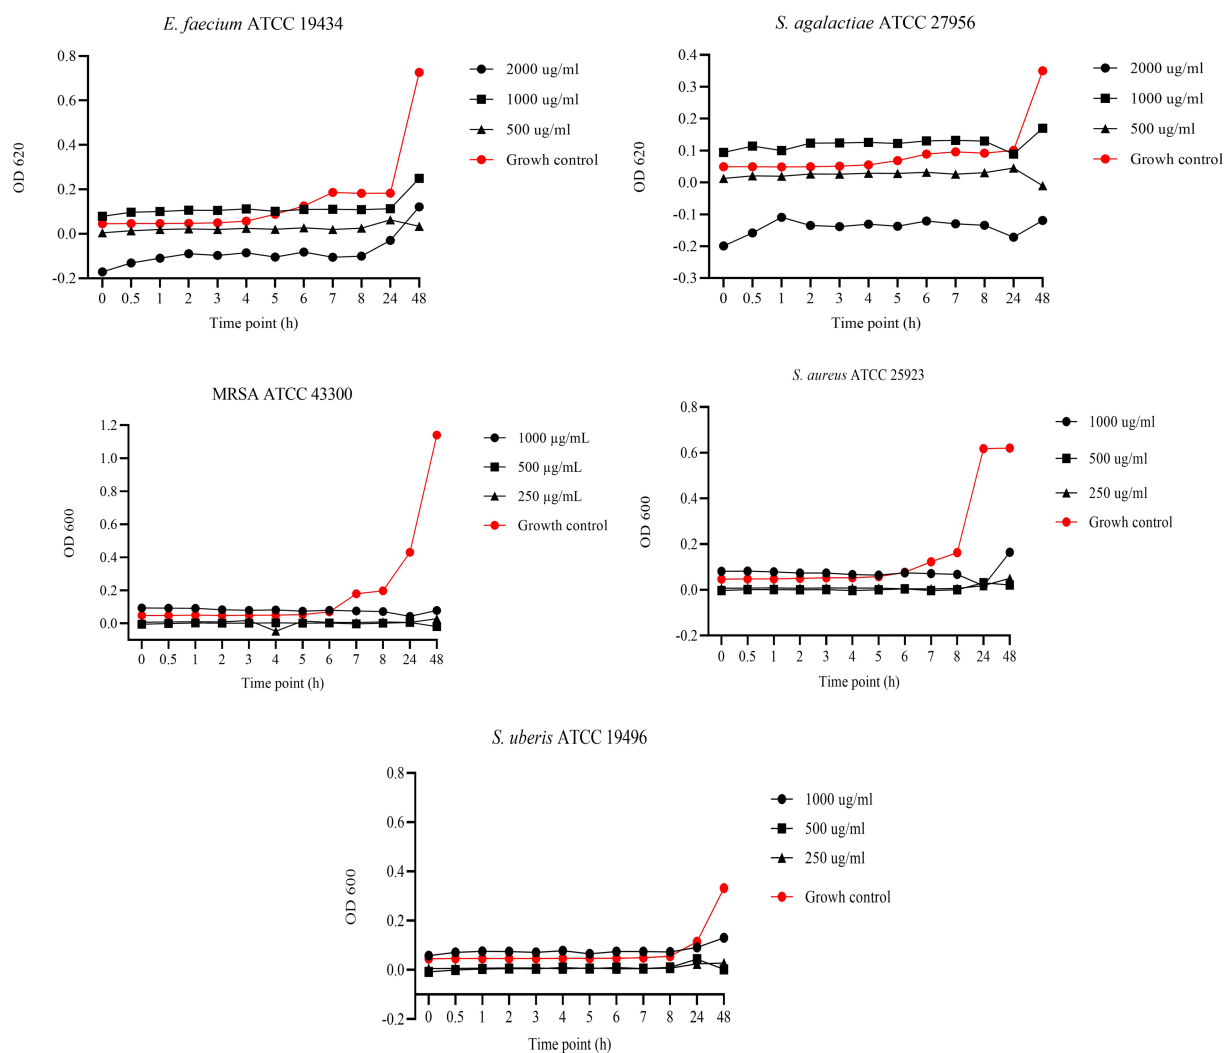 E. faecium ATCC 19434
OD 620
0.8
0.6
0.4
0.2
0.0
-0.2
0 0.5 1 2 3 4 5 6 7 8 24 48
Time point (h)
2000 ug/ml
1000 ug/ml
500 ug/ml
Growh control
S. agalactiae ATCC 27956
OD 620
0.4
0.3
0.2
0.1
0.0
-0.1
-0.2
-0.3
0 0.5 1 2 3 4 5 6 7 8 24 48
Time point (h)
2000 ug/ml
1000 ug/ml
500 ug/ml
Growh control
MRSA ATCC 43300
OD 600
1.2
1.0
0.8
0.6
0.4
0.2
0.0
0 0.5 1 2 3 4 5 6 7 8 24 48
Time point (h)
1000 µg/mL
500 µg/mL
250 µg/mL
Growth control
S. aureus ATCC 25923
OD 600
0.8
0.6
0.4
0.2
0.0
-0.2
0 0.5 1 2 3 4 5 6 7 8 24 48
Time point (h)
1000 ug/ml
500 ug/ml
250 ug/ml
Growh control
S. uberis ATCC 19496
OD 600
0.8
0.6
0.4
0.2
0.0
-0.2
0 0.5 1 2 3 4 5 6 7 8 24 48
Time point (h)
1000 ug/ml
500 ug/ml
250 ug/ml
Growh control